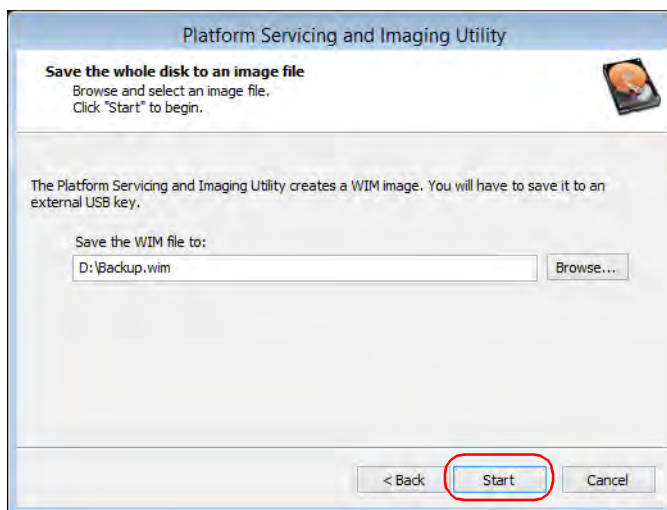 Platform Servicing and Imaging Utility
Save the whole disk to an image file
Browse and select an image file.
Click "Start" to begin.
The Platform Servicing and Imaging Utility creates a WIM image. You will have to save it to an
external USB key.
Save the WIM file to:
D:\Backup.wim
Browse...
< Back
Start
Cancel